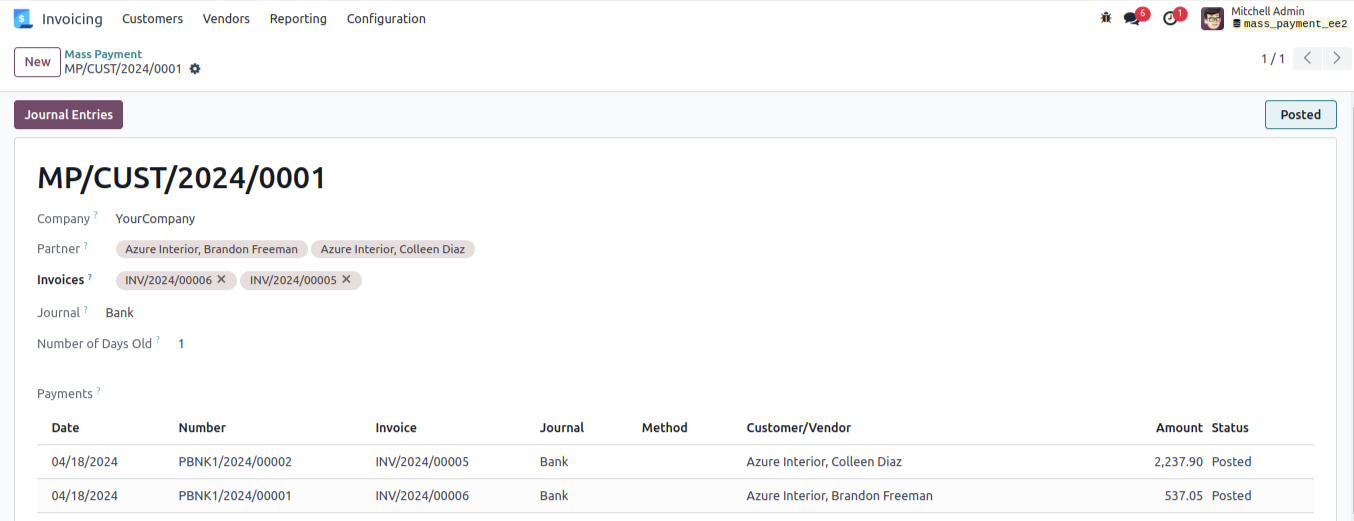 Invoicing Customers Vendors Reporting Configuration 6 1 Mitchell Admin
mass_payment_ee2
New Mass Payment
MP/CUST/2024/0001 1 / 1
Journal Entries Posted
MP/CUST/2024/0001
Company ? YourCompany
Partner ? Azure Interior, Brandon Freeman Azure Interior, Colleen Diaz
Invoices ? INV/2024/00006 × INV/2024/00005 ×
Journal ? Bank
Number of Days Old ? 1
Payments ?
Date Number Invoice Journal Method Customer/Vendor Amount Status
04/18/2024 PBNK1/2024/00002 INV/2024/00005 Bank Azure Interior, Colleen Diaz 2,237.90 Posted
04/18/2024 PBNK1/2024/00001 INV/2024/00006 Bank Azure Interior, Brandon Freeman 537.05 Posted